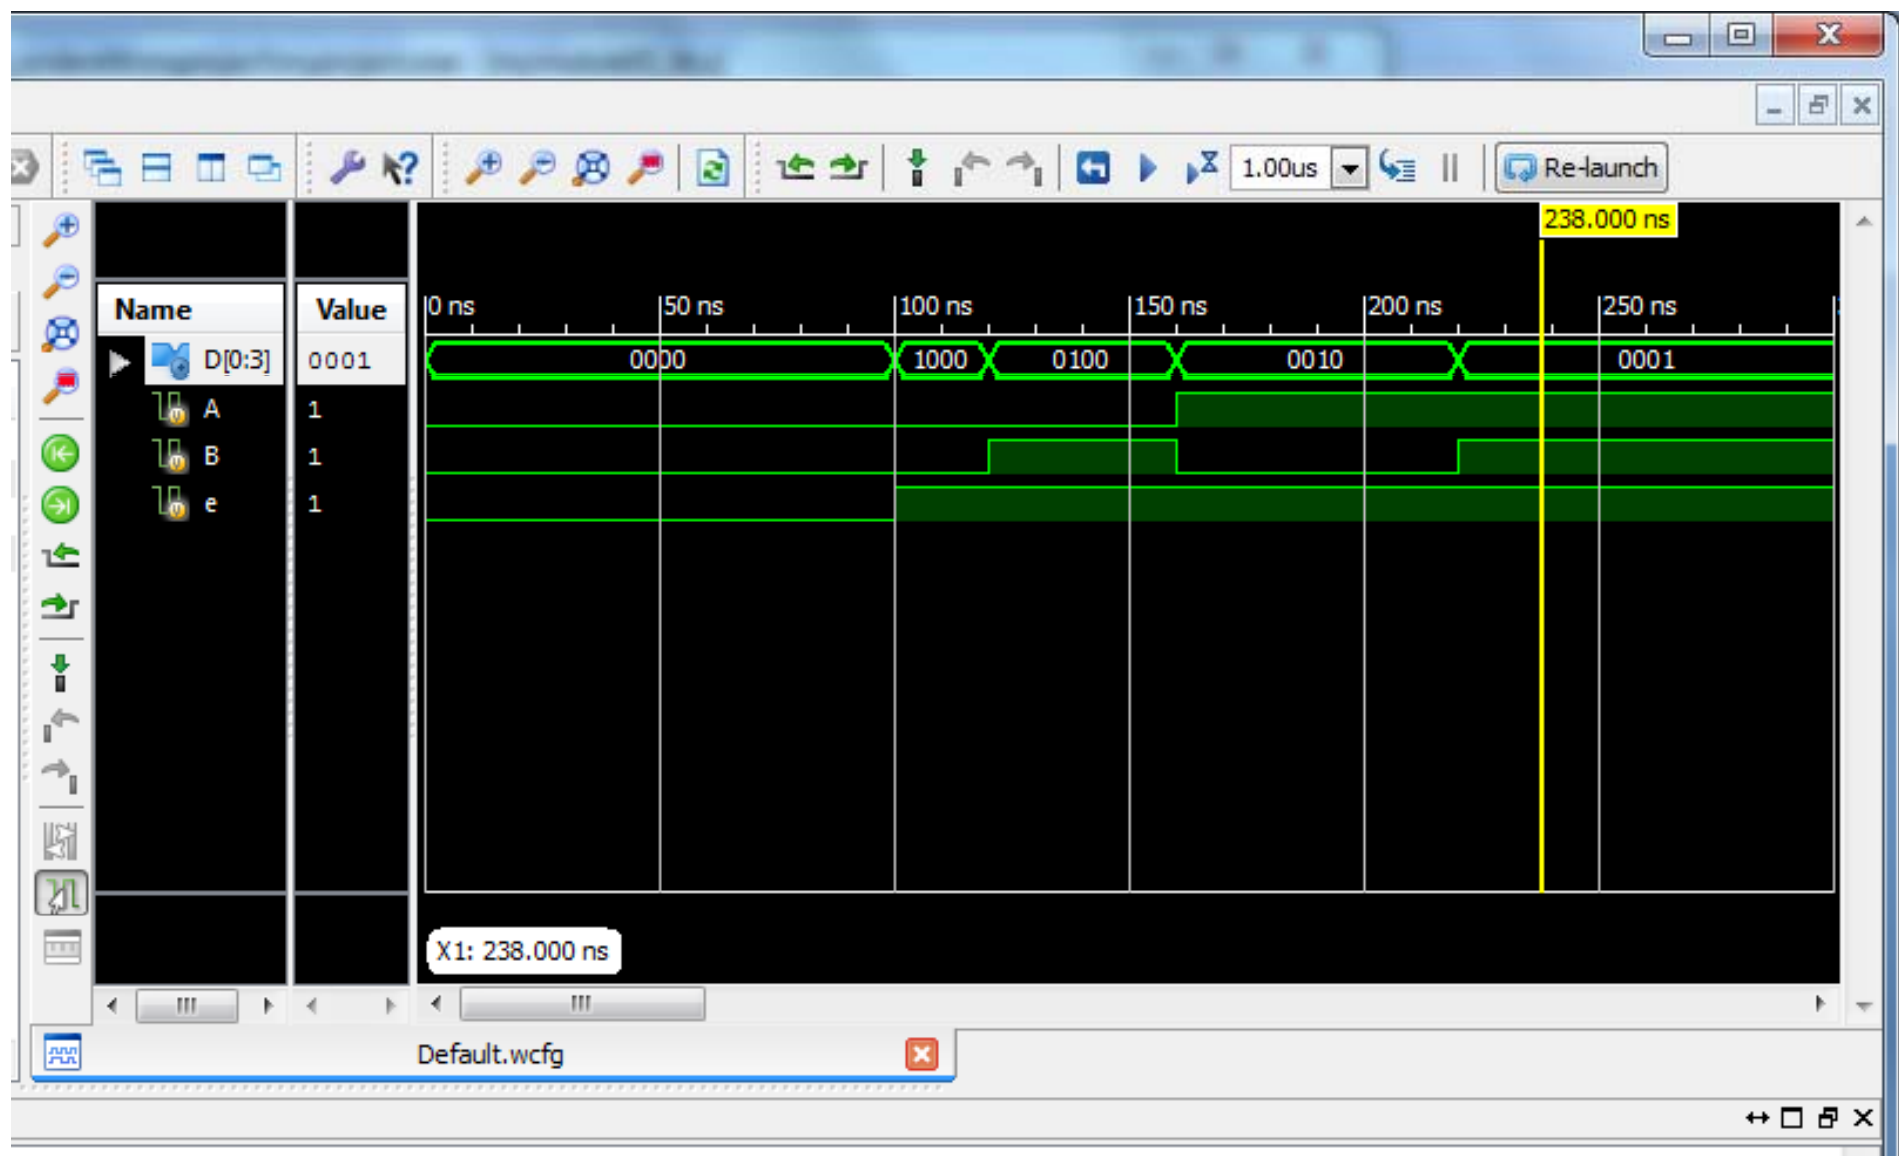 1.00us Re-launch
238.000 ns
Name Value 0 ns 50 ns 100 ns 150 ns 200 ns 250 ns
D[0:3] 0001 0000 1000 0100 0010 0001
A 1
B 1
e 1
X1: 238.000 ns
Default.wcfg